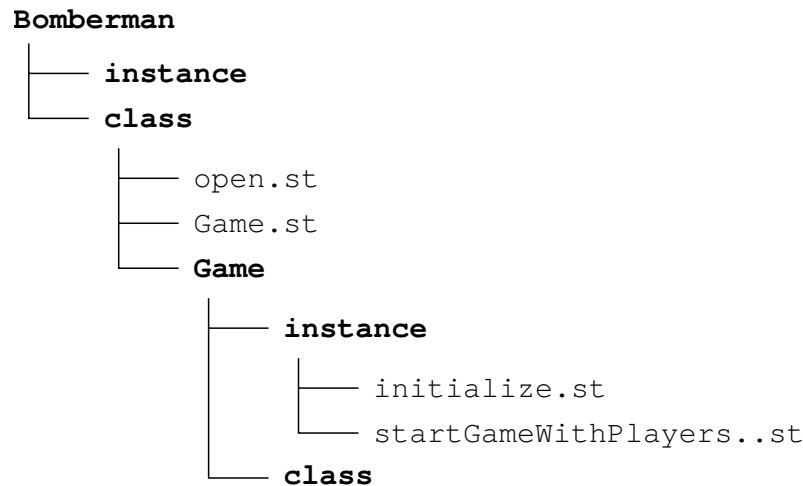 Bomberman
instance
class
open.st
Game.st
Game
instance
initialize.st
startGameWithPlayers..st
class